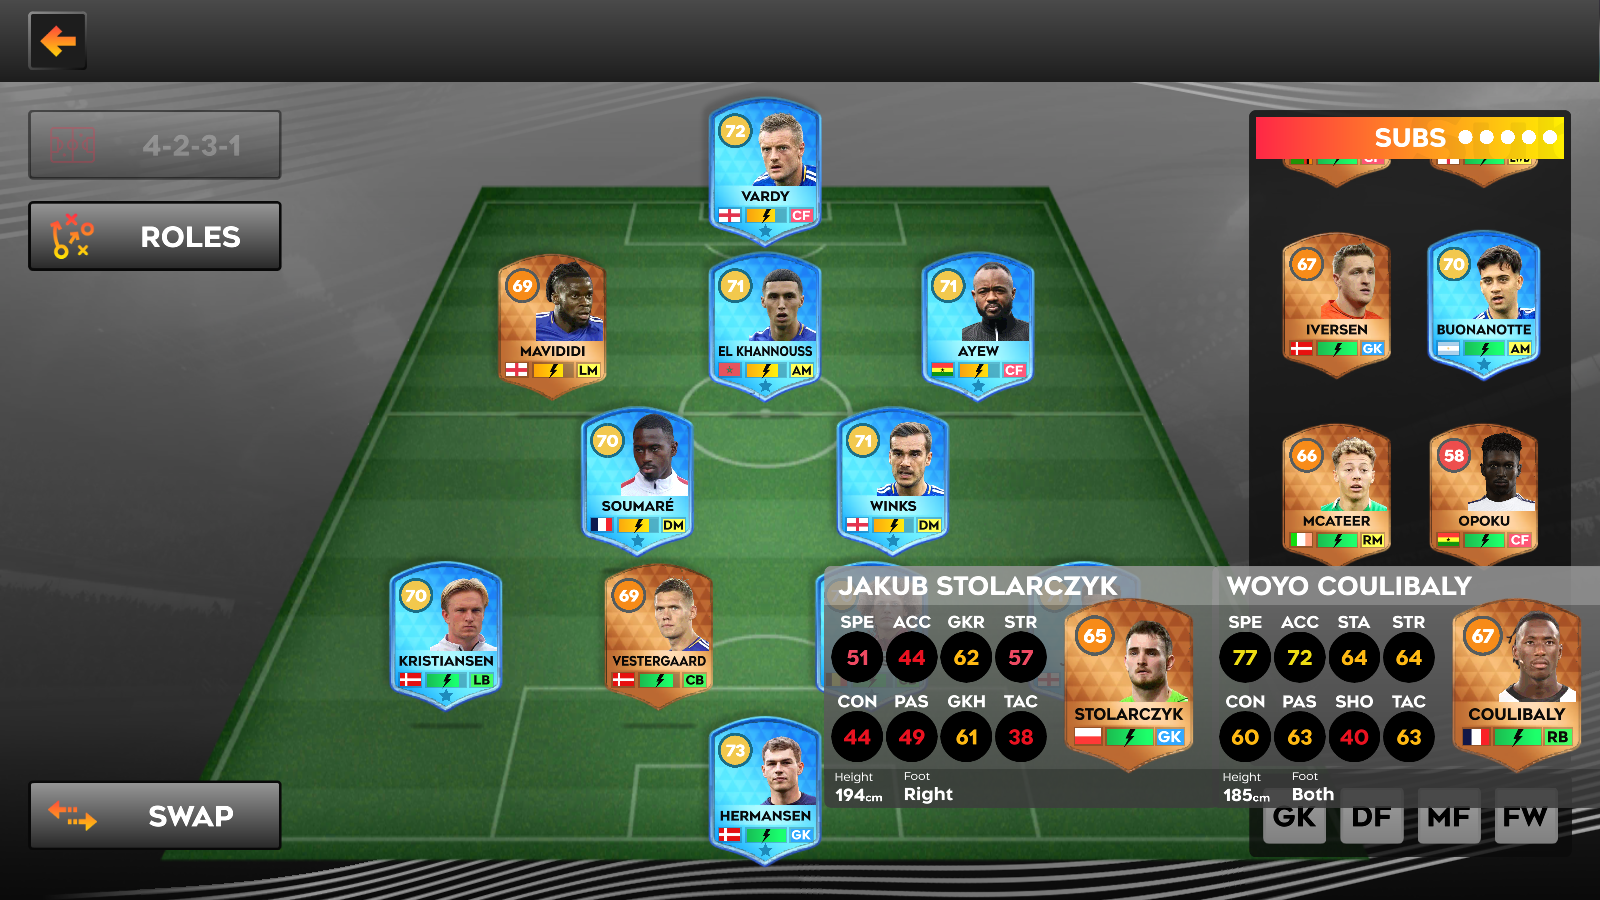 4-2-3-1
ROLES
SWAP
72
VARDY
CF
69
MAVIDIDI
LM
71
EL KHANNOUSS
AM
71
AYEW
CF
70
SOUMARÉ
DM
71
WINKS
DM
70
KRISTIANSEN
LB
69
VESTERGAARD
CB
73
HERMANSEN
GK
SUBS
CF
LWB
67
IVERSEN
GK
70
BUONANOTTE
AM
66
MCATEER
RM
58
OPOKU
CF
JAKUB STOLARCZYK
SPE ACC GKR STR
51 44 62 57
CON PAS GKH TAC
44 49 61 38
Height Foot
194cm Right
65
STOLARCZYK
GK
WOYO COULIBALY
SPE ACC STA STR
77 72 64 64
CON PAS SHO TAC
60 63 40 63
Height Foot
185cm Both
67
COULIBALY
RB
GK DF MF FW